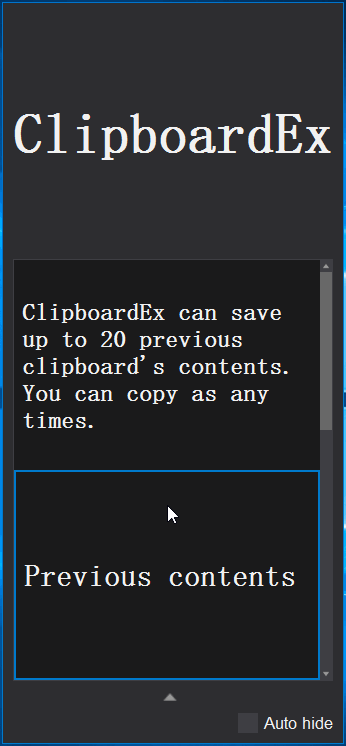 ClipboardEx
ClipboardEx can save
up to 20 previous
clipboard's contents.
You can copy as any
times.
Previous contents
Auto hide